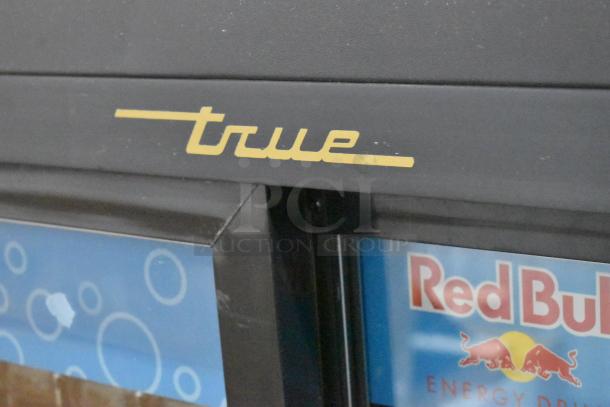 true
PCI
AUCTION GROUP
Red Bul
ENERGY DRI